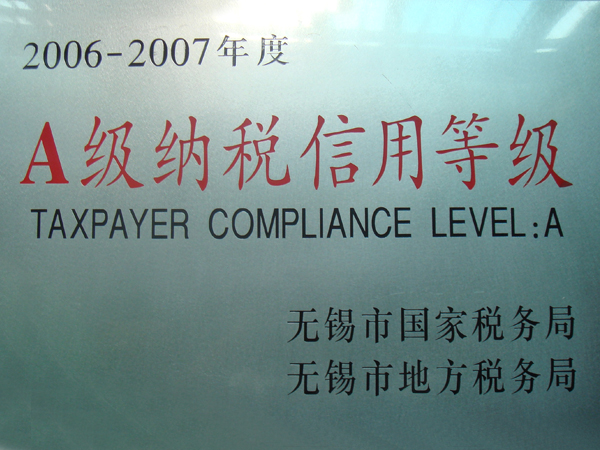 2006-2007年度
A级纳税信用等级
TAXPAYER COMPLIANCE LEVEL:A
无锡市国家税务局
无锡市地方税务局